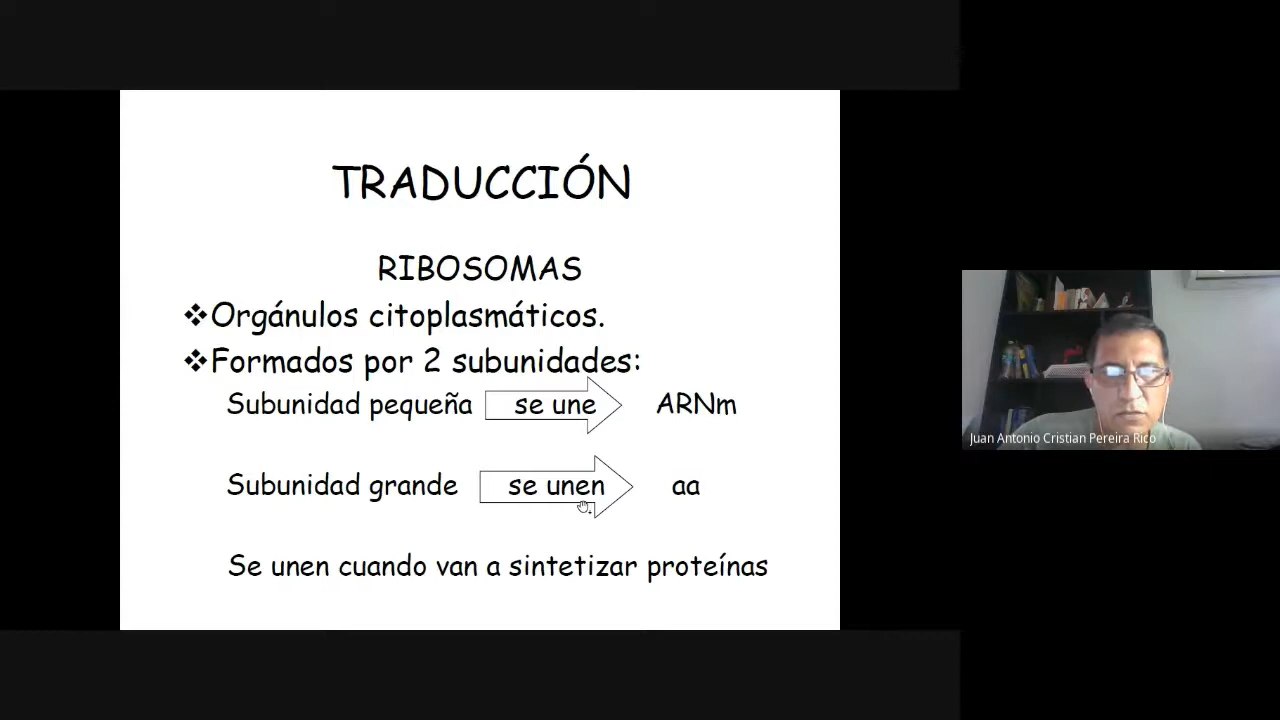 TRADUCCIÓN
RIBOSOMAS
❖Orgánulos citoplasmáticos.
❖Formados por 2 subunidades:
Subunidad pequeña se une ARNm
Subunidad grande se unen aa
Se unen cuando van a sintetizar proteínas
Juan Antonio Cristian Pereira Rico